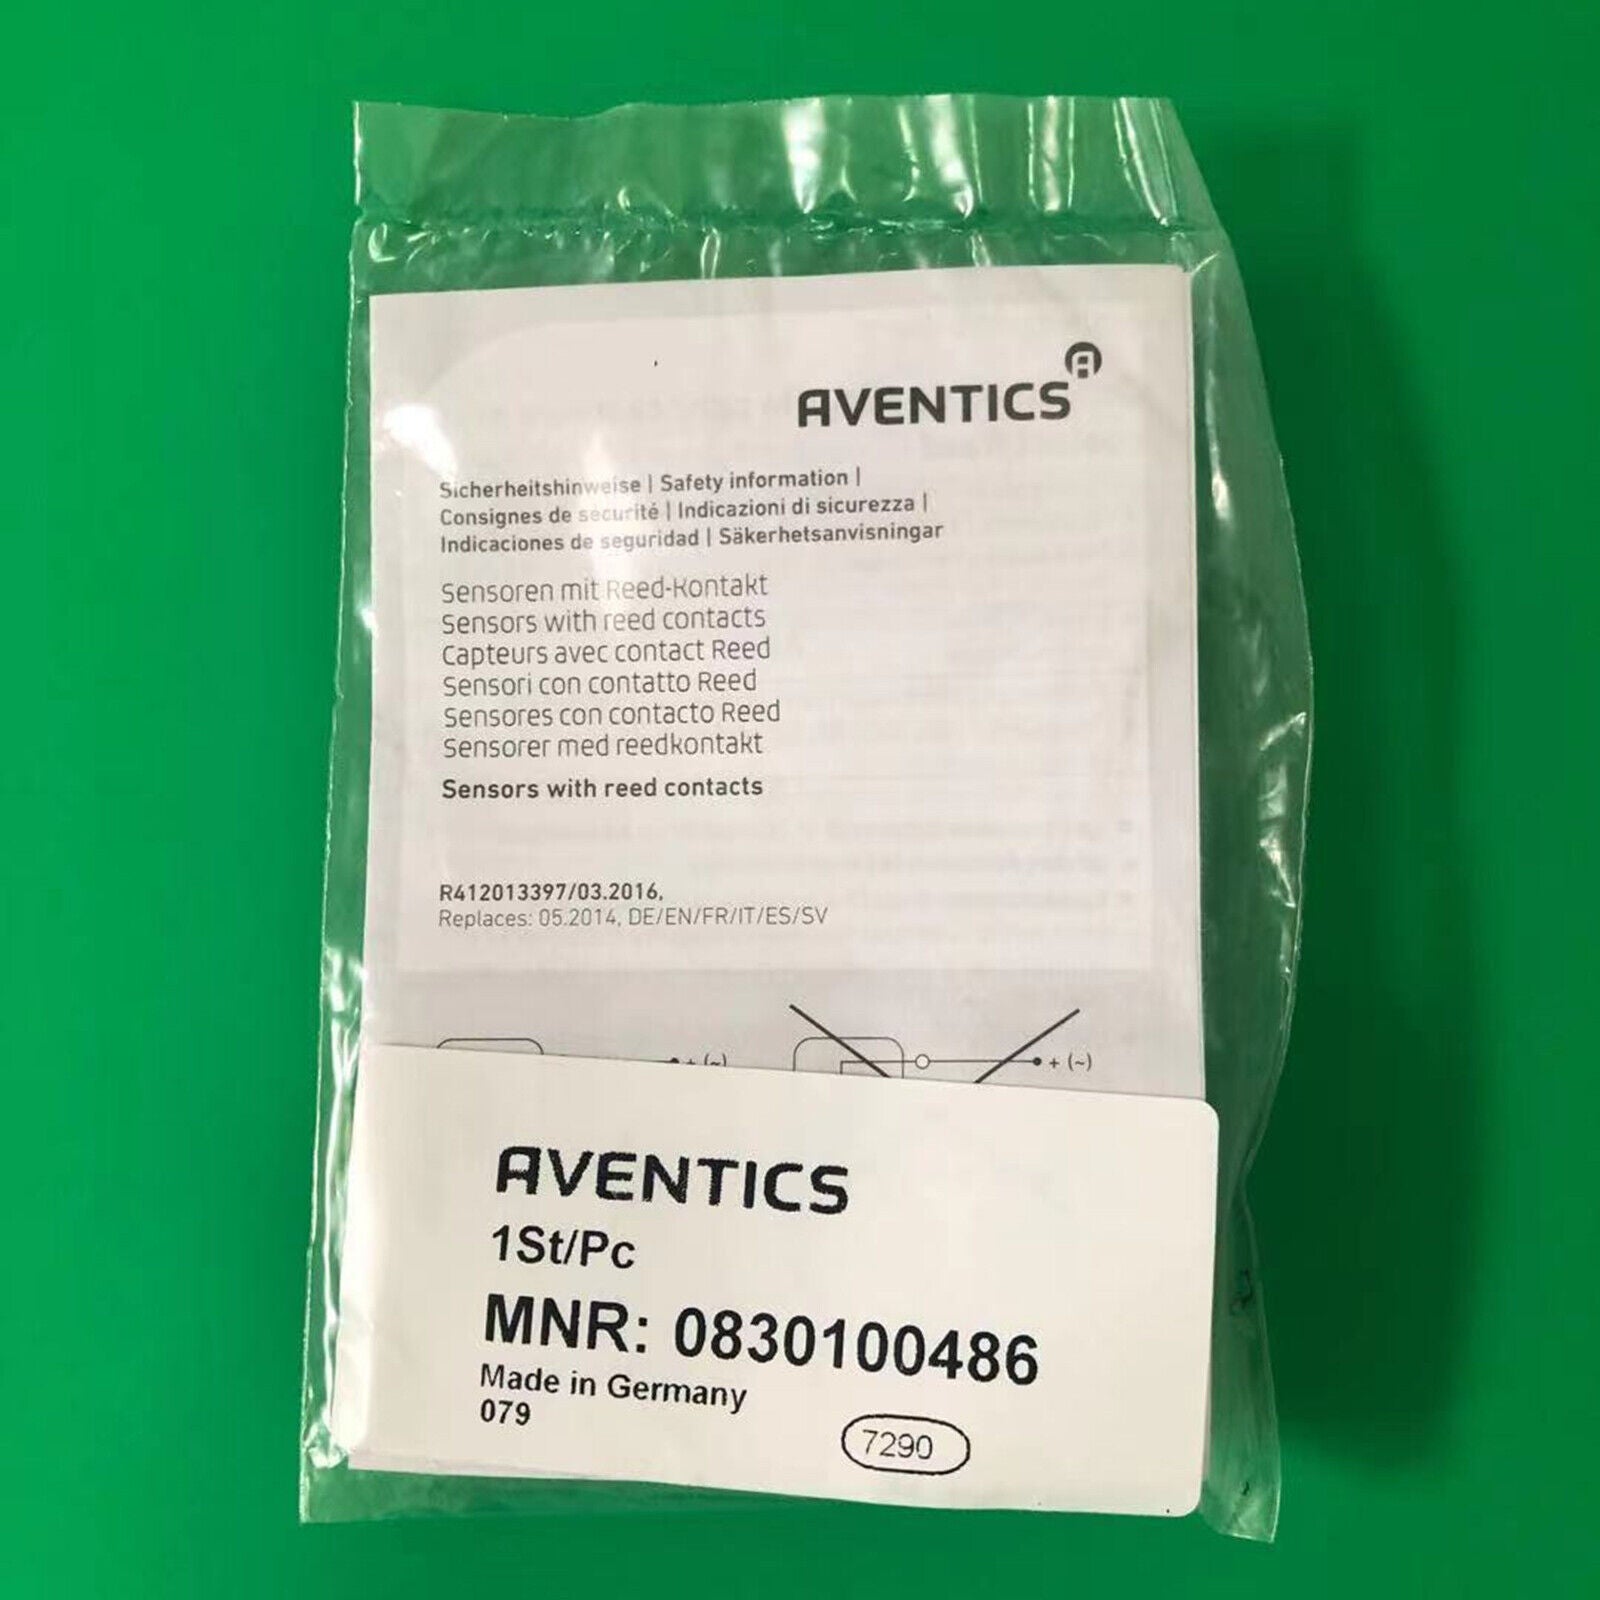 AVENTICS
Sicherheitshinweise | Safety information |
Consignes de securité | Indicazioni di sicurezza |
Indicaciones de seguridad | Säkerhetsanvisningar
Sensoren mit Reed-Kontakt
Sensors with reed contacts
Capteurs avec contact Reed
Sensori con contatto Reed
Sensores con contacto Reed
Sensorer med reedkontakt
Sensors with reed contacts
R412013397/03.2016,
Replaces: 05.2014, DE/EN/FR/IT/ES/SV
+ (~) + (~)
AVENTICS
1St/Pc
MNR: 0830100486
Made in Germany
079
7290